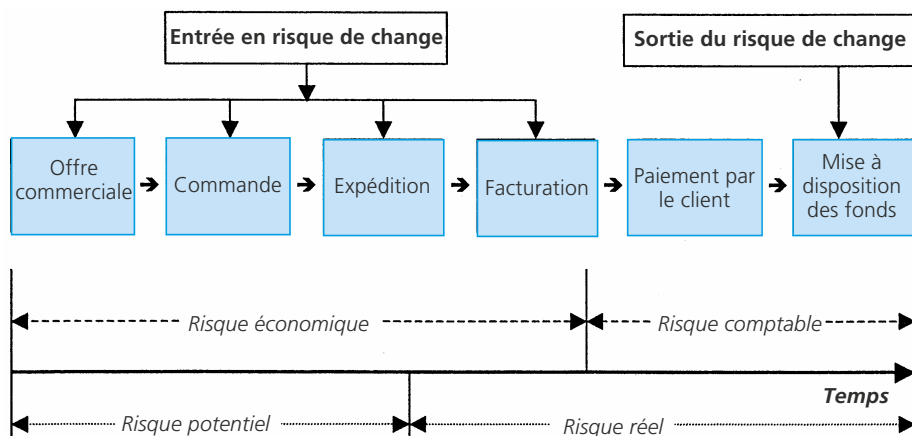 Entrée en risque de change
Sortie du risque de change
Offre
commerciale
Commande
Expédition
Facturation
Paiement par
le client
Mise à
disposition
des fonds
Risque économique
Risque comptable
Temps
Risque potentiel
Risque réel